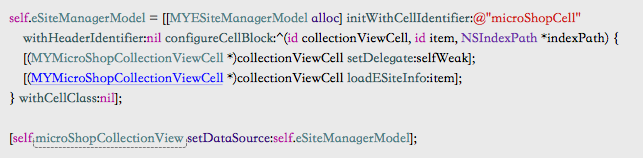 self.eSiteManagerModel = [[MYESiteManagerModel alloc] initWithCellIdentifier:@"microShopCell"
withHeaderIdentifier:nil configureCellBlock:^(id collectionViewCell, id item, NSIndexPath *indexPath) {
[(MYMicroShopCollectionViewCell *)collectionViewCell setDelegate:selfWeak];
[(MYMicroShopCollectionViewCell *)collectionViewCell loadESiteInfo:item];
} withCellClass:nil];
[self.microShopCollectionView setDataSource:self.eSiteManagerModel];